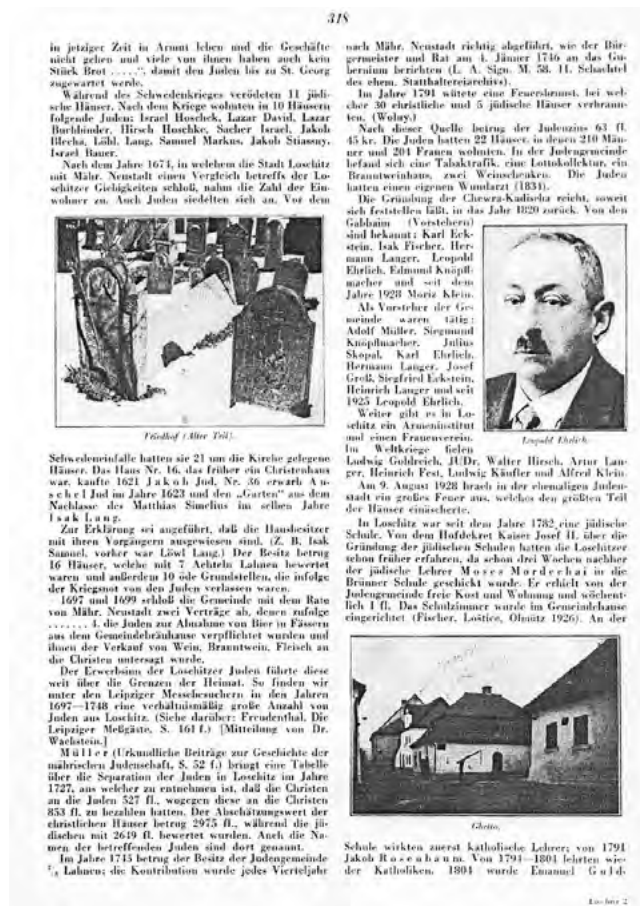 318
in jetziger Zeit in Armut leben und die Geschäfte
nicht gehen und viele von ihnen haben auch kein
Stück Brot .....", damit den Juden bis zu St. Georg
zugewartet werde.
Während des Schwedenkrieges verödeten 11 jüdi-
sche Häuser. Nach dem Kriege wohnten in 10 Häusern
folgende Juden: Israel Hoschek, Lazar David, Lazar
Buchbinder, Hirsch Hoschke, Sacher Israel, Jakob
Blecha, Löbl. Lang, Samuel Markus, Jakob Stiassny,
Israel Bauer.
Nach dem Jahre 1674, in welchem die Stadt Loschitz
mit Mähr. Neustadt einen Vergleich betreffs der Lo-
schitzer Giebigkeiten schloß, nahm die Zahl der Ein-
wohner zu. Auch Juden siedelten sich an. Vor dem
Friedhof (Alter Teil).
Schwedeneinfalle hatten sie 21 um die Kirche gelegene
Häuser. Das Haus Nr. 16, das früher ein Christenhaus
war, kaufte 1621 Jakob Jud, Nr. 36 erwarb An-
schel Jud im Jahre 1623 und den „Garten" aus dem
Nachlasse des Matthias Simelius im selben Jahre
Isak Lang.
Zur Erklärung sei angeführt, daß die Hausbesitzer
mit ihren Vorgängern ausgewiesen sind. (Z. B. Isak
Samuel, vorher war Löwl Lang.) Der Besitz betrug
16 Häuser, welche mit 7 Achteln Lahnen bewertet
waren und außerdem 10 öde Grundstellen, die infolge
der Kriegsnot von den Juden verlassen waren.
1697 und 1699 schloß die Gemeinde mit dem Rate
von Mähr. Neustadt zwei Verträge ab, denen zufolge
....... 4. die Juden zur Abnahme von Bier in Fässern
aus dem Gemeindebräuhause verpflichtet wurden und
ihnen der Verkauf von Wein, Branntwein, Fleisch an
die Christen untersagt wurde.
Der Erwerbsinn der Loschitzer Juden führte diese
weit über die Grenzen der Heimat. So finden wir
unter den Leipziger Messebesuchern in den Jahren
1697—1748 eine verhältnismäßig große Anzahl von
Juden aus Loschitz. (Siehe darüber: Freudenthal, Die
Leipziger Meßgäste, S. 161 f.) [Mitteilung von Dr.
Wachstein.]
Müller (Urkundliche Beiträge zur Geschichte der
mährischen Judenschaft, S. 52 f.) bringt eine Tabelle
über die Separation der Juden in Loschitz im Jahre
1727, aus welcher zu entnehmen ist, daß die Christen
an die Juden 527 fl., wogegen diese an die Christen
853 fl. zu bezahlen hatten. Der Abschätzungswert der
christlichen Häuser betrug 2975 fl., während die jü-
dischen mit 2649 fl. bewertet wurden. Auch die Na-
men der betreffenden Juden sind dort genannt.
Im Jahre 1745 betrug der Besitz der Judengemeinde
Lahnen; die Kontribution wurde jedes Vierteljahr
nach Mähr. Neustadt richtig abgeführt, wie der Bür-
germeister und Rat am 4. Jänner 1746 an das Gu-
bernium berichten (L. A. Sign. M. 58. 11. Schachtel
des ehem. Statthaltereiarchivs).
Im Jahre 1791 wütete eine Feuersbrunst, bei wel-
cher 30 christliche und 5 jüdische Häuser verbrann-
ten. (Wolny.)
Nach dieser Quelle betrug der Judenzins 63 fl.
45 kr. Die Juden hatten 22 Häuser, in denen 210 Män-
ner und 204 Frauen wohnten. In der Judengemeinde
befand sich eine Tabaktrafik, eine Lottokollektur, ein
Branntweinhaus, zwei Weinschenken. Die Juden
hatten einen eigenen Wundarzt (1834).
Die Gründung der Chewra-Kadischa reicht, soweit
sich feststellen läßt, in das Jahr 1820 zurück. Von den
Gabbaim (Vorstehern)
sind bekannt: Karl Eck-
stein, Isak Fischer, Her-
mann Langer, Leopold
Ehrlich, Edmund Knöpfl-
macher und seit dem
Jahre 1928 Moriz Klein.
Als Vorsteher der Ge-
meinde waren tätig:
Adolf Müller, Siegmund
Knöpflmacher, Julius
Skopal, Karl Ehrlich,
Hermann Langer, Josef
Groß, Siegfried Eckstein,
Heinrich Langer und seit
1925 Leopold Ehrlich.
Weiter gibt es in Lo-
schitz ein Armeninstitut
und einen Frauenverein.
Im Weltkriege fielen
Leopold Ehrlich.
Ludwig Goldreich, JUDr. Walter Hirsch, Artur Lan-
ger, Heinrich Fest, Ludwig Käufler und Alfred Klein.
Am 9. August 1928 brach in der ehemaligen Juden-
stadt ein großes Feuer aus, welches den größten Teil
der Häuser einäscherte.
In Loschitz war seit dem Jahre 1782 eine jüdische
Schule. Von dem Hofdekret Kaiser Josef II. über die
Gründung der jüdischen Schulen hatten die Loschitzer
schon früher erfahren, da schon drei Wochen nachher
der jüdische Lehrer Moses Mordechai in die
Brünner Schule geschickt wurde. Er erhielt von der
Judengemeinde freie Kost und Wohnung und wöchent-
lich 1 fl. Das Schulzimmer wurde im Gemeindehause
eingerichtet (Fischer, Loštice, Olmütz 1926). An der
Ghetto.
Schule wirkten zuerst katholische Lehrer; von 1791
Jakob Rosenbaum. Von 1794—1804 lehrten wie-
der Katholiken. 1804 wurde Emanuel Gold-
Loschitz 2